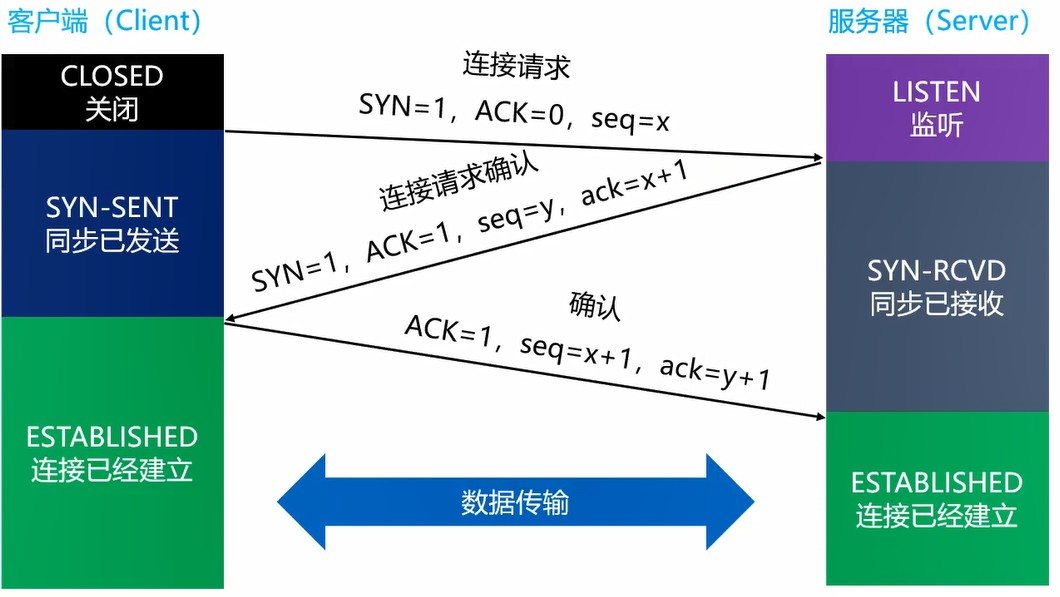 客户端（Client）
服务器（Server）
CLOSED
关闭
连接请求
SYN=1，ACK=0，seq=x
LISTEN
监听
SYN-SENT
同步已发送
连接请求确认
SYN=1，ACK=1，seq=y，ack=x+1
SYN-RCVD
同步已接收
确认
ACK=1，seq=x+1，ack=y+1
ESTABLISHED
连接已经建立
数据传输
ESTABLISHED
连接已经建立